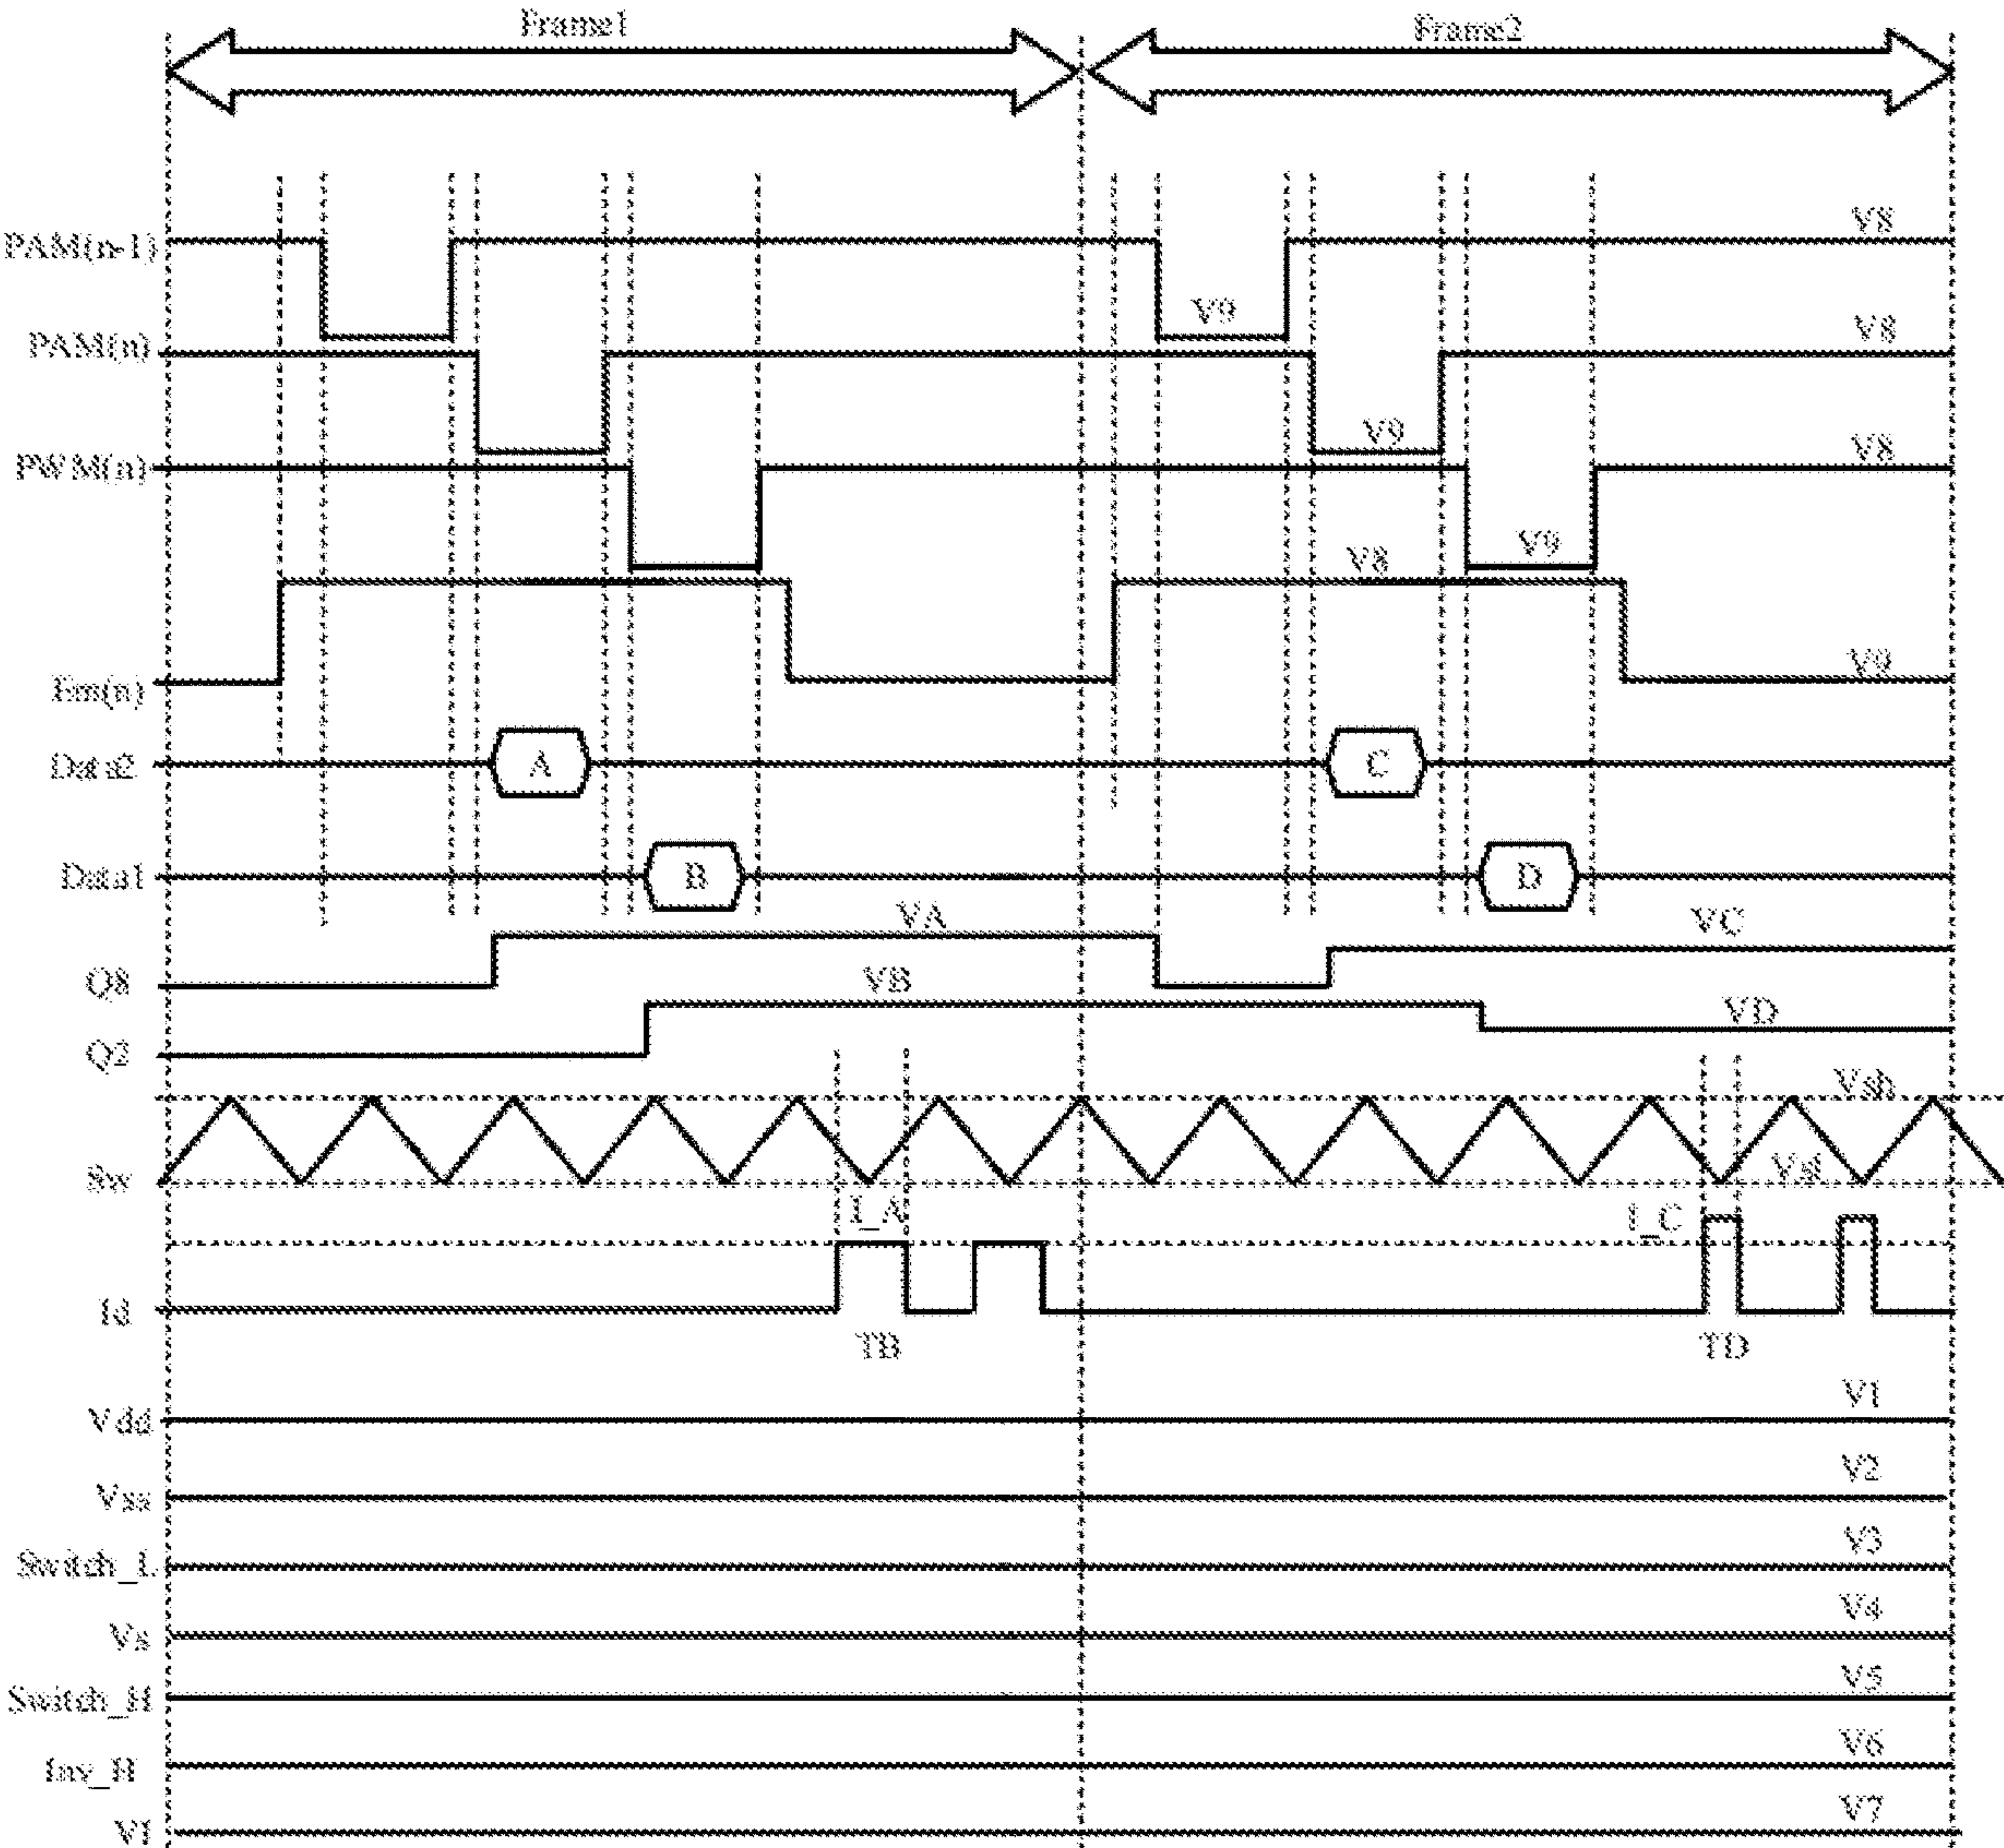 Frame1 Frame2
PAM(n-1) V8
V9
PAM(n) V8
V9
PWM(n) V8
V9
V8
Em(n) V9
Data2 A C
Data1 B D
VA VC
Q8
VB VD
Q2
Vsh
Sw Vsl
I_A I_C
Id
TB TD
Vdd V1
Vss V2
Switch_L V3
Vs V4
Switch_H V5
Inv_H V6
VI V7